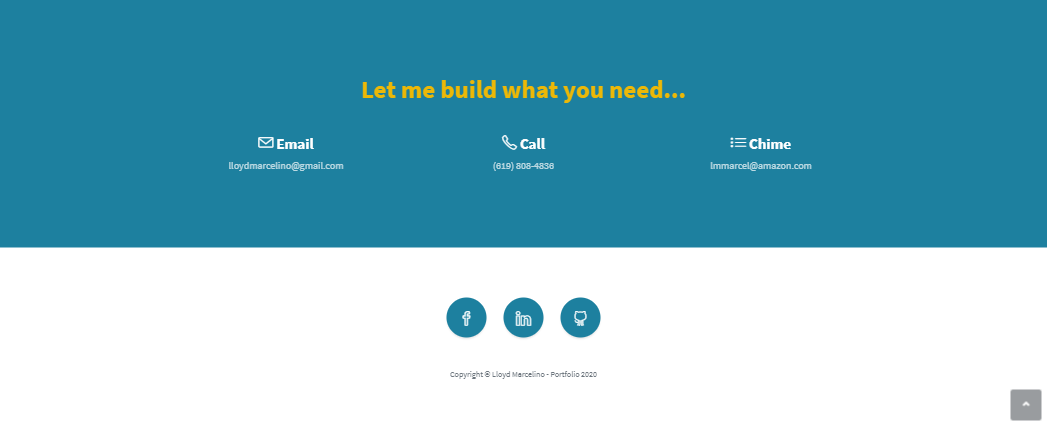 Let me build what you need...
Email
Call
Chime
lloydmarcelino@gmail.com
(619) 808-4836
lmmarcel@amazon.com
Copyright © Lloyd Marcelino - Portfolio 2020